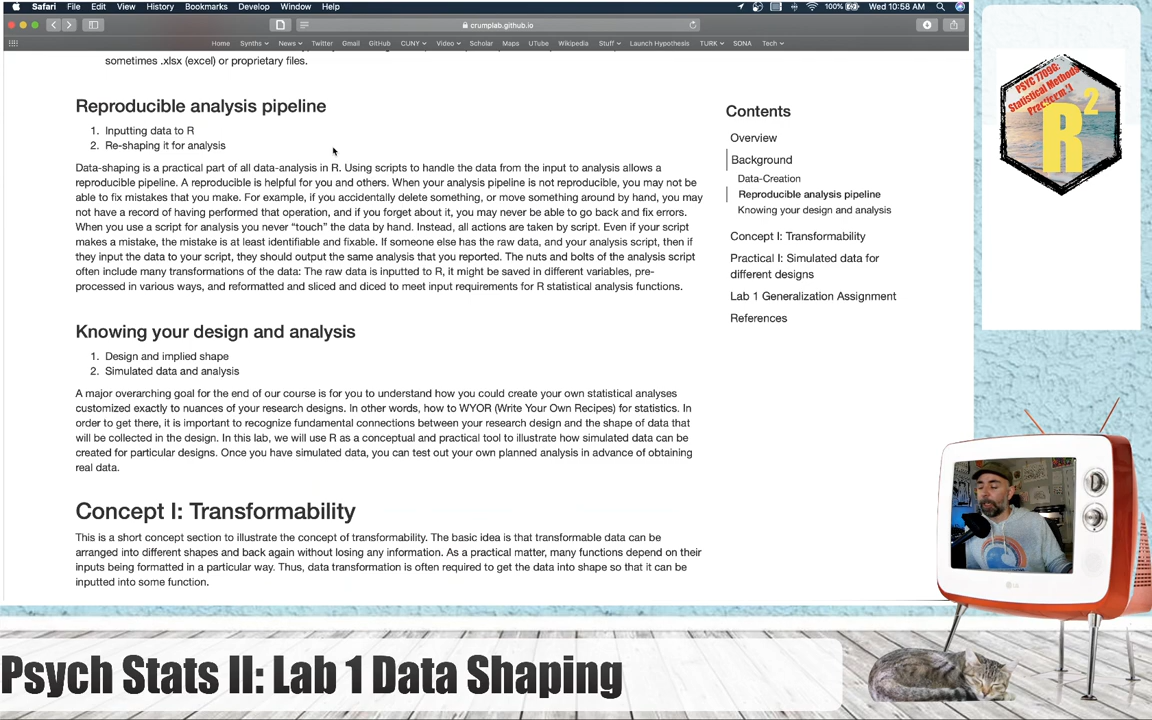 Safari File Edit View History Bookmarks Develop Window Help 100% Wed 10:58 AM
crumplab.github.io
Home Synths News Twitter Gmail GitHub CUNY Video Scholar Maps UTube Wikipedia Stuff Launch Hypothesis TURK SONA Tech
sometimes .xlsx (excel) or proprietary files.
Reproducible analysis pipeline
1. Inputting data to R
2. Re-shaping it for analysis
Data-shaping is a practical part of all data-analysis in R. Using scripts to handle the data from the input to analysis allows a
reproducible pipeline. A reproducible is helpful for you and others. When your analysis pipeline is not reproducible, you may not be
able to fix mistakes that you make. For example, if you accidentally delete something, or move something around by hand, you may
not have a record of having performed that operation, and if you forget about it, you may never be able to go back and fix errors.
When you use a script for analysis you never “touch” the data by hand. Instead, all actions are taken by script. Even if your script
makes a mistake, the mistake is at least identifiable and fixable. If someone else has the raw data, and your analysis script, then if
they input the data to your script, they should output the same analysis that you reported. The nuts and bolts of the analysis script
often include many transformations of the data: The raw data is inputted to R, it might be saved in different variables, pre-
processed in various ways, and reformatted and sliced and diced to meet input requirements for R statistical analysis functions.
Knowing your design and analysis
1. Design and implied shape
2. Simulated data and analysis
A major overarching goal for the end of our course is for you to understand how you could create your own statistical analyses
customized exactly to nuances of your research designs. In other words, how to WYOR (Write Your Own Recipes) for statistics. In
order to get there, it is important to recognize fundamental connections between your research design and the shape of data that
will be collected in the design. In this lab, we will use R as a conceptual and practical tool to illustrate how simulated data can be
created for particular designs. Once you have simulated data, you can test out your own planned analysis in advance of obtaining
real data.
Concept I: Transformability
This is a short concept section to illustrate the concept of transformability. The basic idea is that transformable data can be
arranged into different shapes and back again without losing any information. As a practical matter, many functions depend on their
inputs being formatted in a particular way. Thus, data transformation is often required to get the data into shape so that it can be
inputted into some function.
Contents
Overview
Background
Data-Creation
Reproducible analysis pipeline
Knowing your design and analysis
Concept I: Transformability
Practical I: Simulated data for
different designs
Lab 1 Generalization Assignment
References
PSYC 7709G:
Statistical Methods
Practicum 1
R2
D
LG
Psych Stats II: Lab 1 Data Shaping